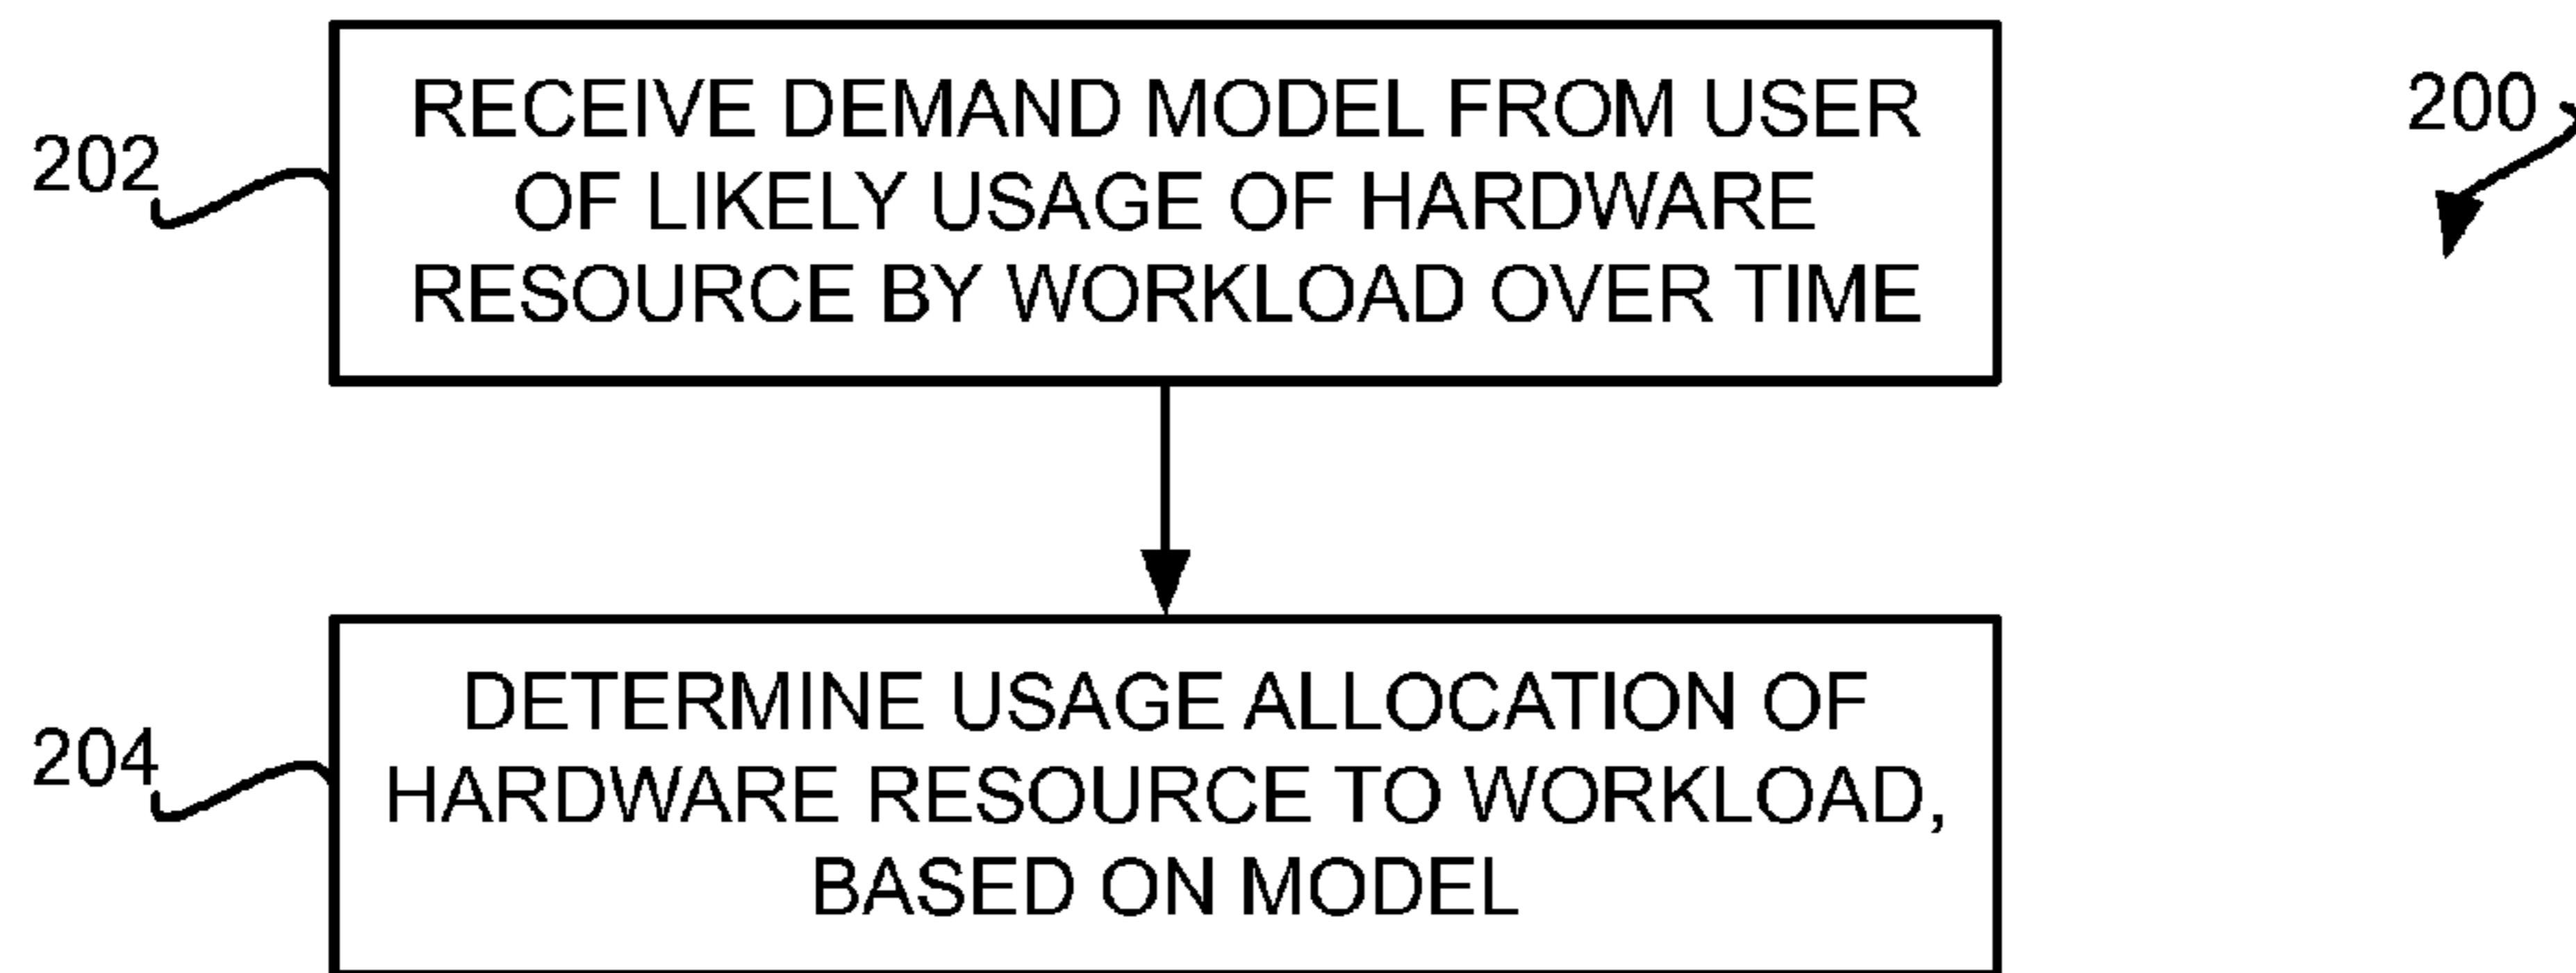 200
202
RECEIVE DEMAND MODEL FROM USER
OF LIKELY USAGE OF HARDWARE
RESOURCE BY WORKLOAD OVER TIME
204
DETERMINE USAGE ALLOCATION OF
HARDWARE RESOURCE TO WORKLOAD,
BASED ON MODEL